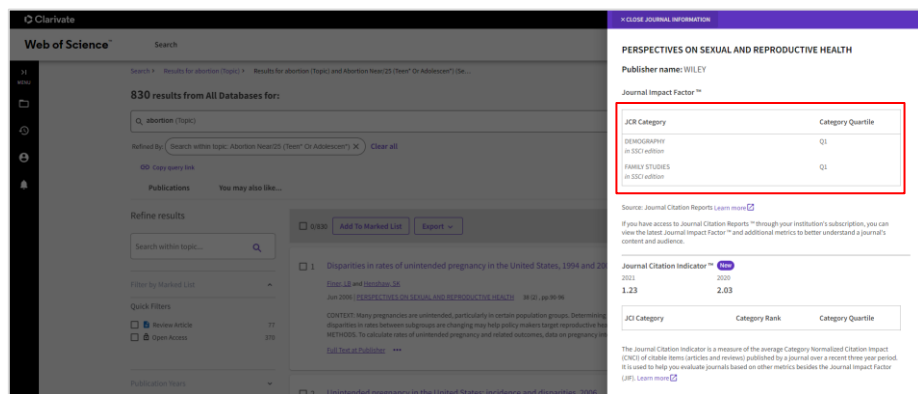 Clarivate
× CLOSE JOURNAL INFORMATION
Web of Science™
Search
MENU
Search > Results for abortion (Topic) > Results for abortion (Topic) and Abortion Near/25 (Teen* Or Adolescen*) (Se...
830 results from All Databases for:
abortion (Topic)
Refined By: Search within topic: Abortion Near/25 (Teen* Or Adolescen*) × Clear all
Copy query link
Publications You may also like...
Refine results
Search within topic...
Filter by Marked List
Quick Filters
Review Article 77
Open Access 370
Publication Years
0/830 Add To Marked List Export
1 Disparities in rates of unintended pregnancy in the United States, 1994 and 200
Finer, LB and Henshaw, SK
Jun 2006 | PERSPECTIVES ON SEXUAL AND REPRODUCTIVE HEALTH 38 (2) , pp.90-96
CONTEXT: Many pregnancies are unintended, particularly in certain population groups. Determining
disparities in rates between subgroups are changing may help policy makers target reproductive hea
METHODS: To calculate rates of unintended pregnancy and related outcomes, data on pregnancy int
Full Text at Publisher •••
2 Unintended pregnancy in the United States: incidence and disparities, 2006
PERSPECTIVES ON SEXUAL AND REPRODUCTIVE HEALTH
Publisher name: WILEY
Journal Impact Factor ™
JCR Category Category Quartile
DEMOGRAPHY Q1
in SSCI edition
FAMILY STUDIES Q1
in SSCI edition
Source: Journal Citation Reports Learn more
If you have access to Journal Citation Reports ™ through your institution's subscription, you can
view the latest Journal Impact Factor ™ and additional metrics to better understand a journal's
content and audience.
Journal Citation Indicator ™ New
2021 2020
1.23 2.03
JCI Category Category Rank Category Quartile
The Journal Citation Indicator is a measure of the average Category Normalized Citation Impact
(CNCI) of citable items (articles and reviews) published by a journal over a recent three year period.
It is used to help you evaluate journals based on other metrics besides the Journal Impact Factor
(JIF). Learn more